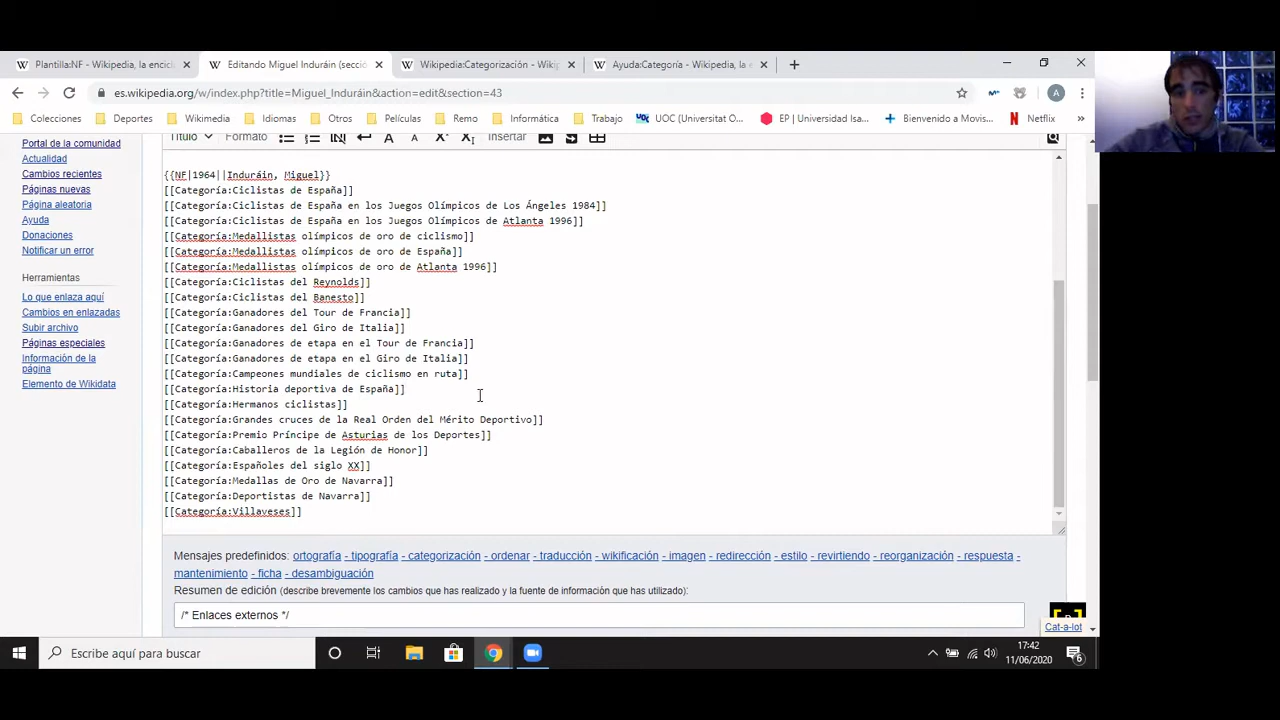 Plantilla:NF - Wikipedia, la encicl
Editando Miguel Induráin (secció
Wikipedia:Categorización - Wikip
Ayuda:Categoría - Wikipedia, la e
es.wikipedia.org/w/index.php?title=Miguel_Induráin&action=edit&section=43
Colecciones Deportes Wikimedia Idiomas Otros Películas Remo Informática Trabajo UOC (Universitat O... EP | Universidad Isa... Bienvenido a Movis... Netflix »
Título Formato Insertar
Portal de la comunidad
Actualidad
Cambios recientes
Páginas nuevas
Página aleatoria
Ayuda
Donaciones
Notificar un error
Herramientas
Lo que enlaza aquí
Cambios en enlazadas
Subir archivo
Páginas especiales
Información de la
página
Elemento de Wikidata
{{NF|1964||Induráin, Miguel}}
[[Categoría:Ciclistas de España]]
[[Categoría:Ciclistas de España en los Juegos Olímpicos de Los Ángeles 1984]]
[[Categoría:Ciclistas de España en los Juegos Olímpicos de Atlanta 1996]]
[[Categoría:Medallistas olímpicos de oro de ciclismo]]
[[Categoría:Medallistas olímpicos de oro de España]]
[[Categoría:Medallistas olímpicos de oro de Atlanta 1996]]
[[Categoría:Ciclistas del Reynolds]]
[[Categoría:Ciclistas del Banesto]]
[[Categoría:Ganadores del Tour de Francia]]
[[Categoría:Ganadores del Giro de Italia]]
[[Categoría:Ganadores de etapa en el Tour de Francia]]
[[Categoría:Ganadores de etapa en el Giro de Italia]]
[[Categoría:Campeones mundiales de ciclismo en ruta]]
[[Categoría:Historia deportiva de España]]
[[Categoría:Hermanos ciclistas]]
[[Categoría:Grandes cruces de la Real Orden del Mérito Deportivo]]
[[Categoría:Premio Príncipe de Asturias de los Deportes]]
[[Categoría:Caballeros de la Legión de Honor]]
[[Categoría:Españoles del siglo XX]]
[[Categoría:Medallas de Oro de Navarra]]
[[Categoría:Deportistas de Navarra]]
[[Categoría:Villaveses]]
Mensajes predefinidos: ortografía - tipografía - categorización - ordenar - traducción - wikificación - imagen - redirección - estilo - revirtiendo - reorganización - respuesta -
mantenimiento - ficha - desambiguación
Resumen de edición (describe brevemente los cambios que has realizado y la fuente de información que has utilizado):
/* Enlaces externos */
Cat-a-lot
Escribe aquí para buscar
17:42
11/06/2020
6